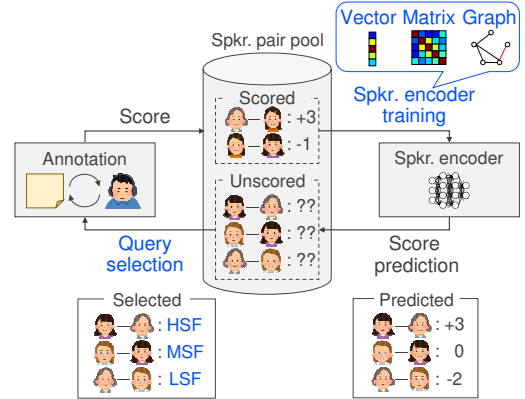 Vector Matrix Graph
Spkr. pair pool
Spkr. encoder
training
Scored
: +3
: -1
Score
Annotation
Spkr. encoder
Unscored
: ??
: ??
: ??
Query
selection
Score
prediction
Selected
: HSF
: MSF
: LSF
Predicted
: +3
: 0
: -2